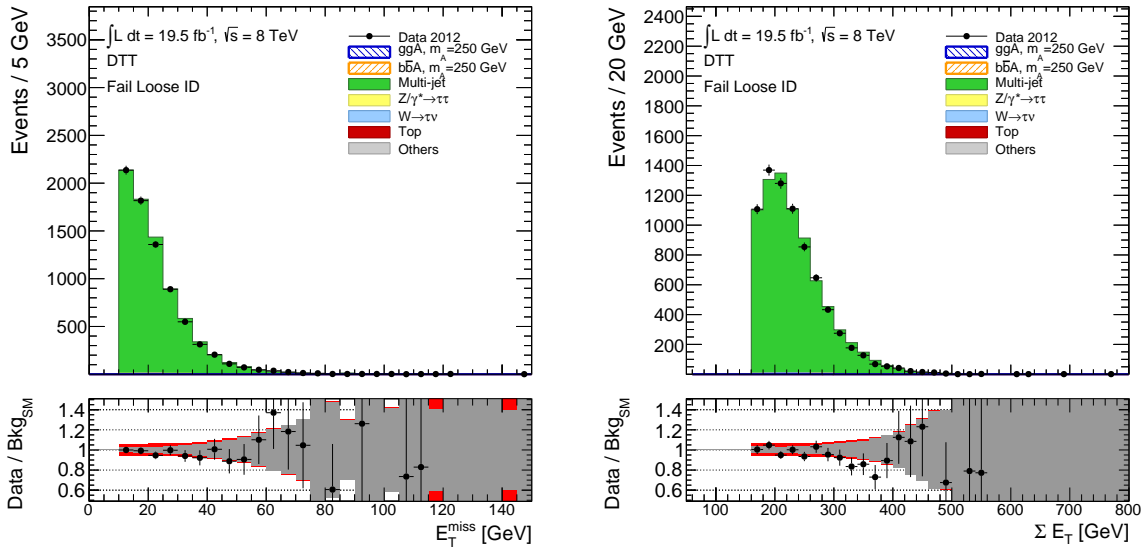 Events / 5 GeV
3500
3000
2500
2000
1500
1000
500
∫L dt = 19.5 fb⁻¹, √s = 8 TeV
DTT
Fail Loose ID
Data 2012
ggA, m_A=250 GeV
bb̄A, m_A=250 GeV
Multi-jet
Z/γ*→ττ
W→τν
Top
Others
Data / Bkg_SM
1.4
1.2
1
0.8
0.6
0 20 40 60 80 100 120 140
E_T^miss [GeV]
Events / 20 GeV
2400
2200
2000
1800
1600
1400
1200
1000
800
600
400
200
∫L dt = 19.5 fb⁻¹, √s = 8 TeV
DTT
Fail Loose ID
Data 2012
ggA, m_A=250 GeV
bb̄A, m_A=250 GeV
Multi-jet
Z/γ*→ττ
W→τν
Top
Others
Data / Bkg_SM
1.4
1.2
1
0.8
0.6
100 200 300 400 500 600 700 800
Σ E_T [GeV]